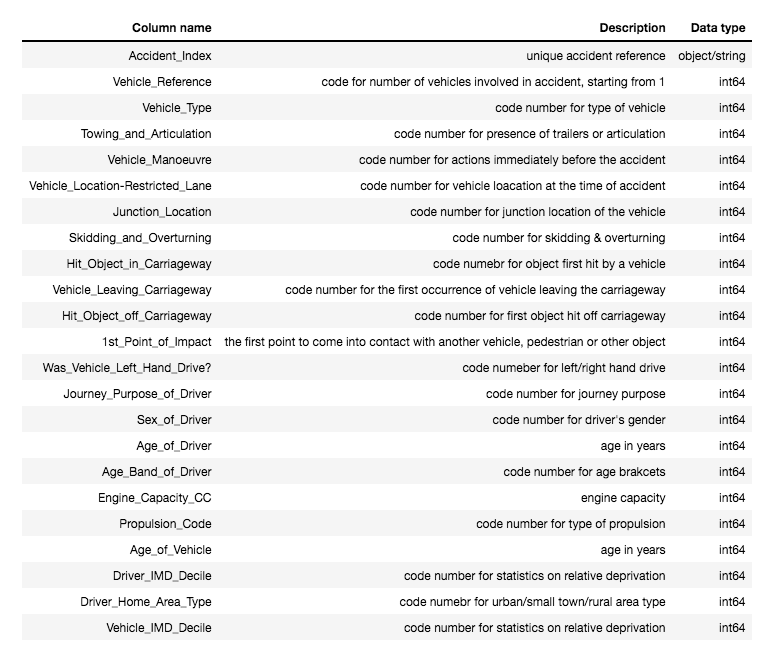 Column name Description Data type
Accident_Index unique accident reference object/string
Vehicle_Reference code for number of vehicles involved in accident, starting from 1 int64
Vehicle_Type code number for type of vehicle int64
Towing_and_Articulation code number for presence of trailers or articulation int64
Vehicle_Manoeuvre code number for actions immediately before the accident int64
Vehicle_Location-Restricted_Lane code number for vehicle loacation at the time of accident int64
Junction_Location code number for junction location of the vehicle int64
Skidding_and_Overturning code number for skidding & overturning int64
Hit_Object_in_Carriageway code numebr for object first hit by a vehicle int64
Vehicle_Leaving_Carriageway code number for the first occurrence of vehicle leaving the carriageway int64
Hit_Object_off_Carriageway code number for first object hit off carriageway int64
1st_Point_of_Impact the first point to come into contact with another vehicle, pedestrian or other object int64
Was_Vehicle_Left_Hand_Drive? code numeber for left/right hand drive int64
Journey_Purpose_of_Driver code number for journey purpose int64
Sex_of_Driver code number for driver's gender int64
Age_of_Driver age in years int64
Age_Band_of_Driver code number for age brakcets int64
Engine_Capacity_CC engine capacity int64
Propulsion_Code code number for type of propulsion int64
Age_of_Vehicle age in years int64
Driver_IMD_Decile code number for statistics on relative deprivation int64
Driver_Home_Area_Type code numebr for urban/small town/rural area type int64
Vehicle_IMD_Decile code number for statistics on relative deprivation int64